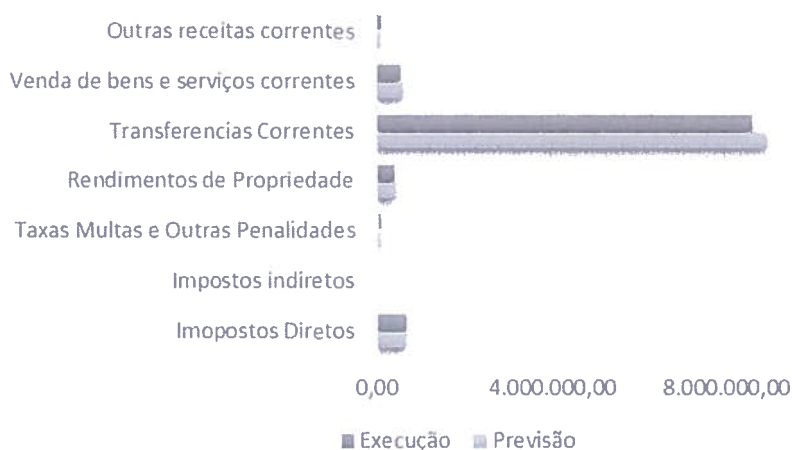 Outras receitas correntes
Venda de bens e serviços correntes
Transferencias Correntes
Rendimentos de Propriedade
Taxas Multas e Outras Penalidades
Impostos indiretos
Imopostos Diretos
0,00 4.000.000,00 8.000.000,00
Execução Previsão